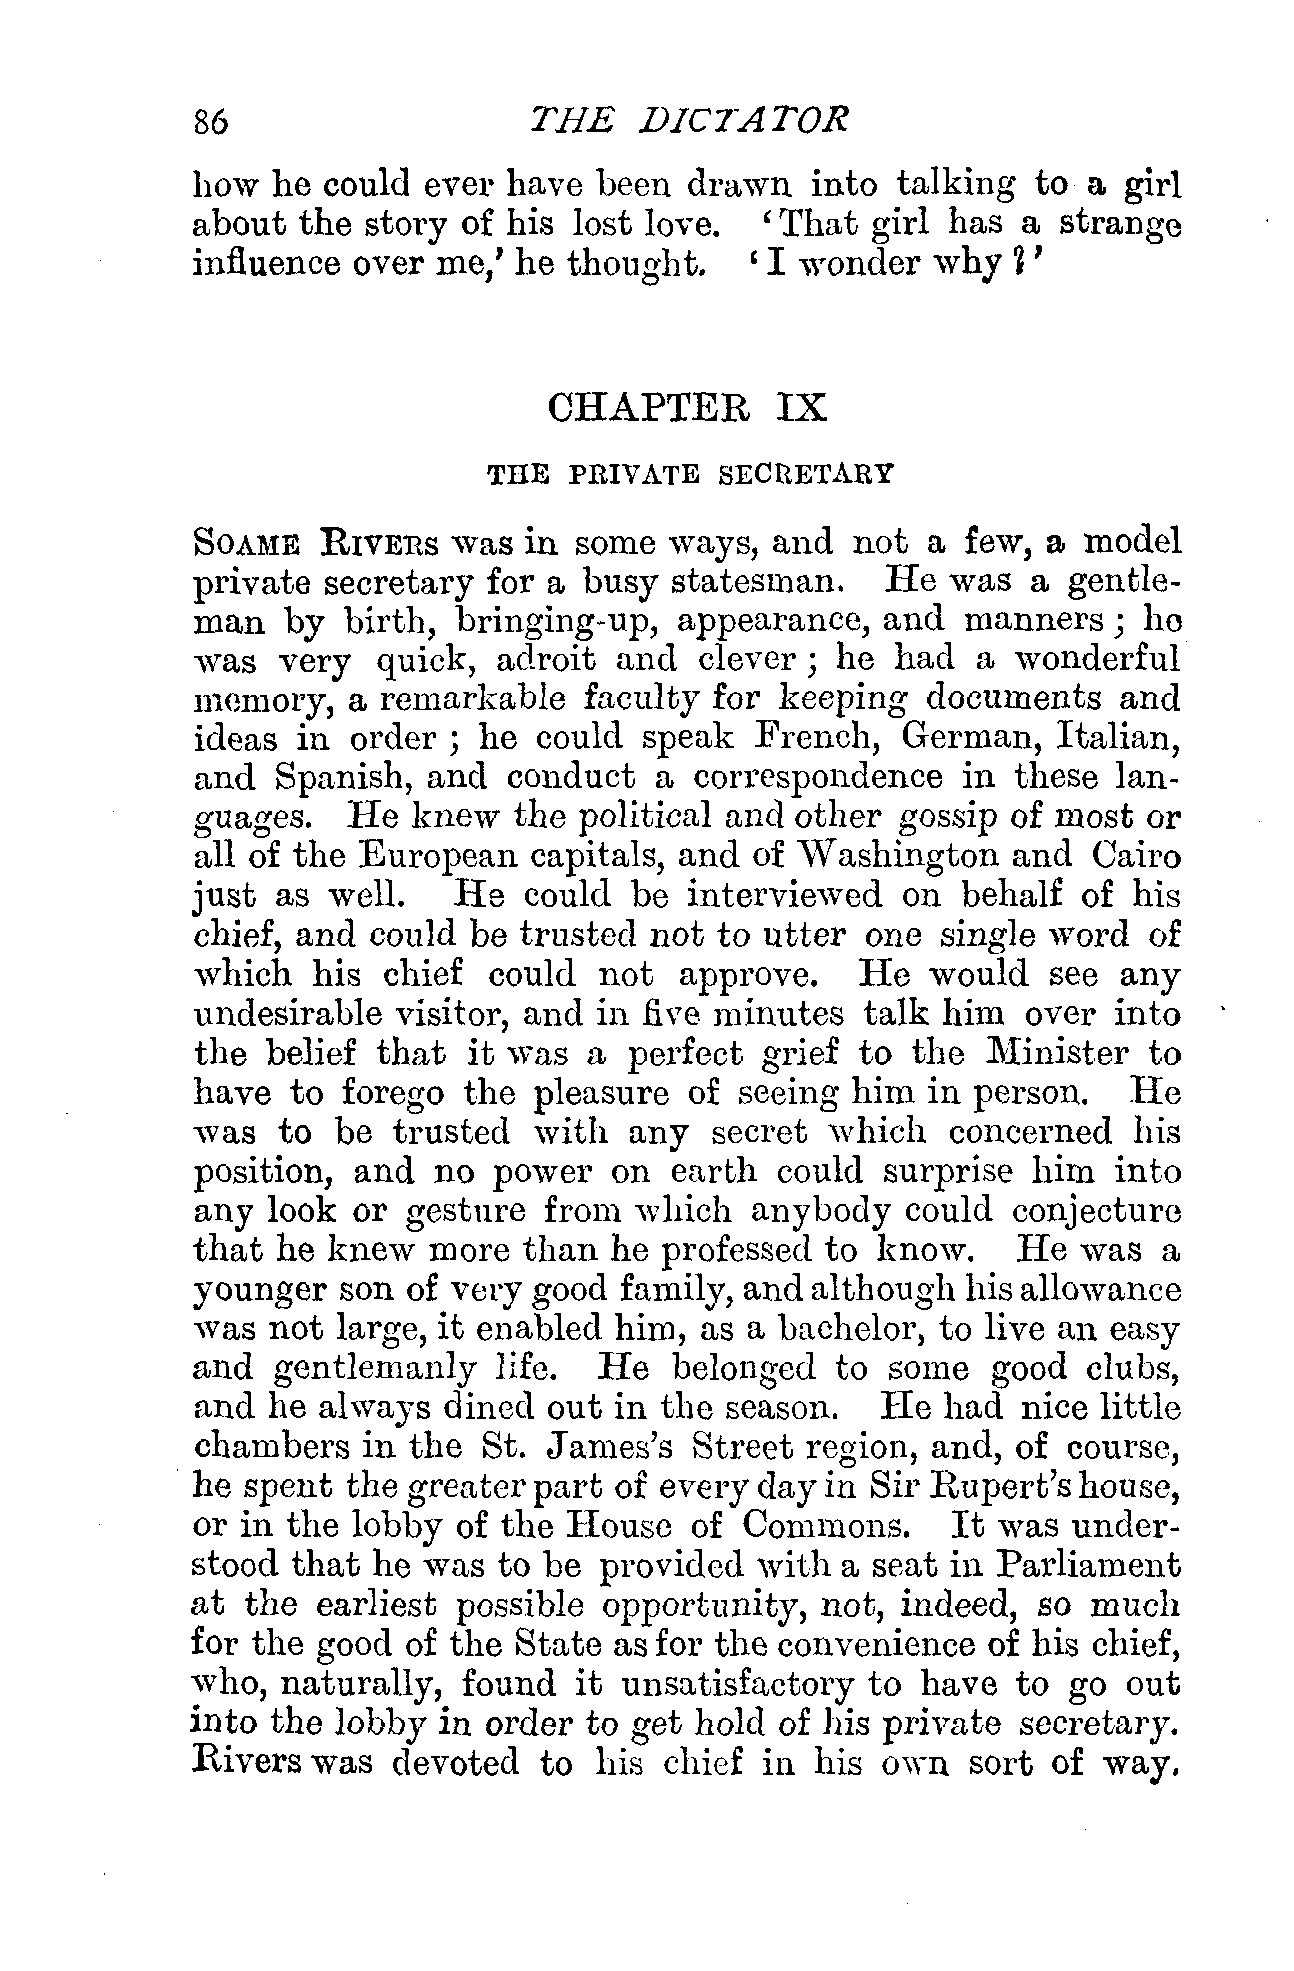 86 THE DICTATOR
how he could ever have been drawn into talking to a girl
about the story of his lost love. ‘That girl has a strange
influence over me,’ he thought. ‘I wonder why?’
CHAPTER IX
THE PRIVATE SECRETARY
SOAME RIVERS was in some ways, and not a few, a model
private secretary for a busy statesman. He was a gentle-
man by birth, bringing-up, appearance, and manners; he
was very quick, adroit and clever; he had a wonderful
memory, a remarkable faculty for keeping documents and
ideas in order; he could speak French, German, Italian,
and Spanish, and conduct a correspondence in these lan-
guages. He knew the political and other gossip of most or
all of the European capitals, and of Washington and Cairo
just as well. He could be interviewed on behalf of his
chief, and could be trusted not to utter one single word of
which his chief could not approve. He would see any
undesirable visitor, and in five minutes talk him over into
the belief that it was a perfect grief to the Minister to
have to forego the pleasure of seeing him in person. He
was to be trusted with any secret which concerned his
position, and no power on earth could surprise him into
any look or gesture from which anybody could conjecture
that he knew more than he professed to know. He was a
younger son of very good family, and although his allowance
was not large, it enabled him, as a bachelor, to live an easy
and gentlemanly life. He belonged to some good clubs,
and he always dined out in the season. He had nice little
chambers in the St. James’s Street region, and, of course,
he spent the greater part of every day in Sir Rupert’s house,
or in the lobby of the House of Commons. It was under-
stood that he was to be provided with a seat in Parliament
at the earliest possible opportunity, not, indeed, so much
for the good of the State as for the convenience of his chief,
who, naturally, found it unsatisfactory to have to go out
into the lobby in order to get hold of his private secretary.
Rivers was devoted to his chief in his own sort of way.